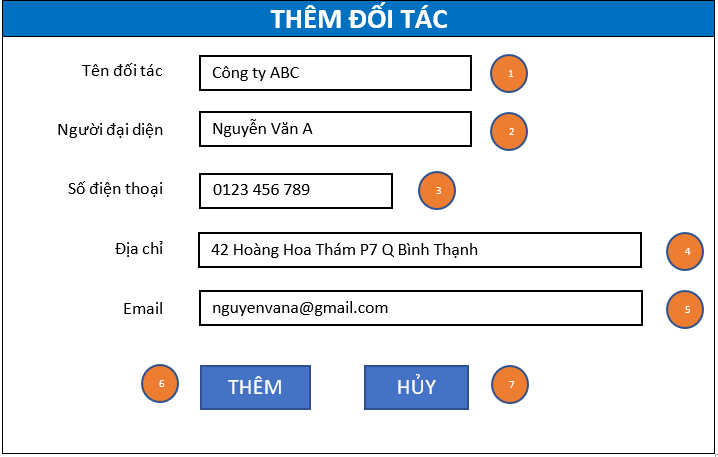 THÊM ĐỐI TÁC
Tên đối tác Công ty ABC 1
Người đại diện Nguyễn Văn A 2
Số điện thoại 0123 456 789 3
Địa chỉ 42 Hoàng Hoa Thám P7 Q Bình Thạnh 4
Email nguyenvana@gmail.com 5
6 THÊM HỦY 7